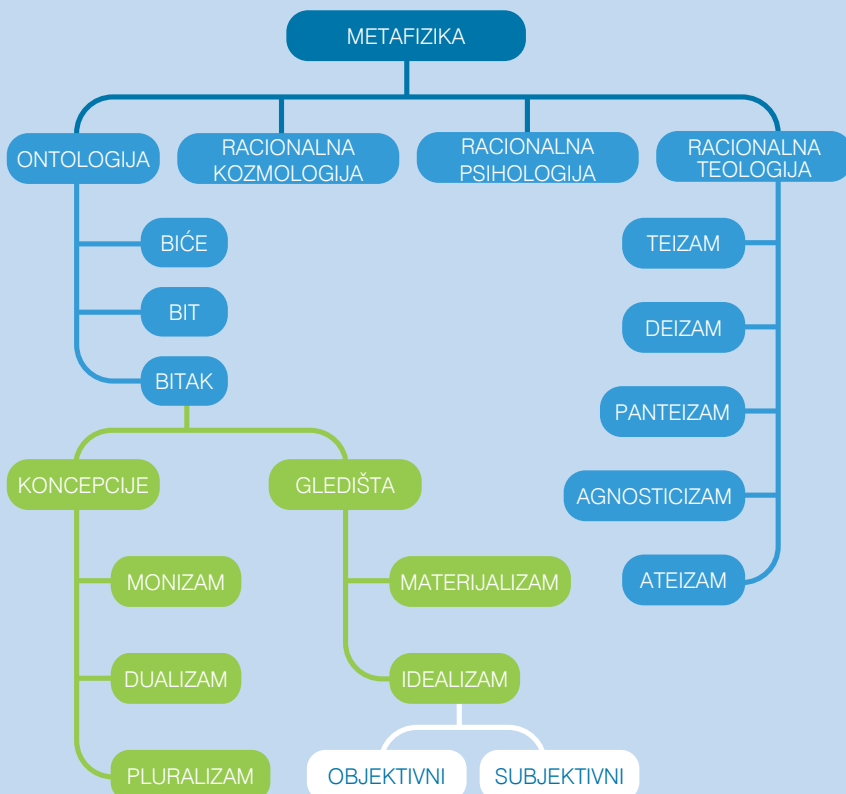 METAFIZIKA
ONTOLOGIJA
RACIONALNA
KOZMOLOGIJA
RACIONALNA
PSIHOLOGIJA
RACIONALNA
TEOLOGIJA
BIĆE
BIT
BITAK
TEIZAM
DEIZAM
PANTEIZAM
AGNOSTICIZAM
ATEIZAM
KONCEPCIJE
GLEDIŠTA
MONIZAM
DUALIZAM
PLURALIZAM
MATERIJALIZAM
IDEALIZAM
OBJEKTIVNI
SUBJEKTIVNI